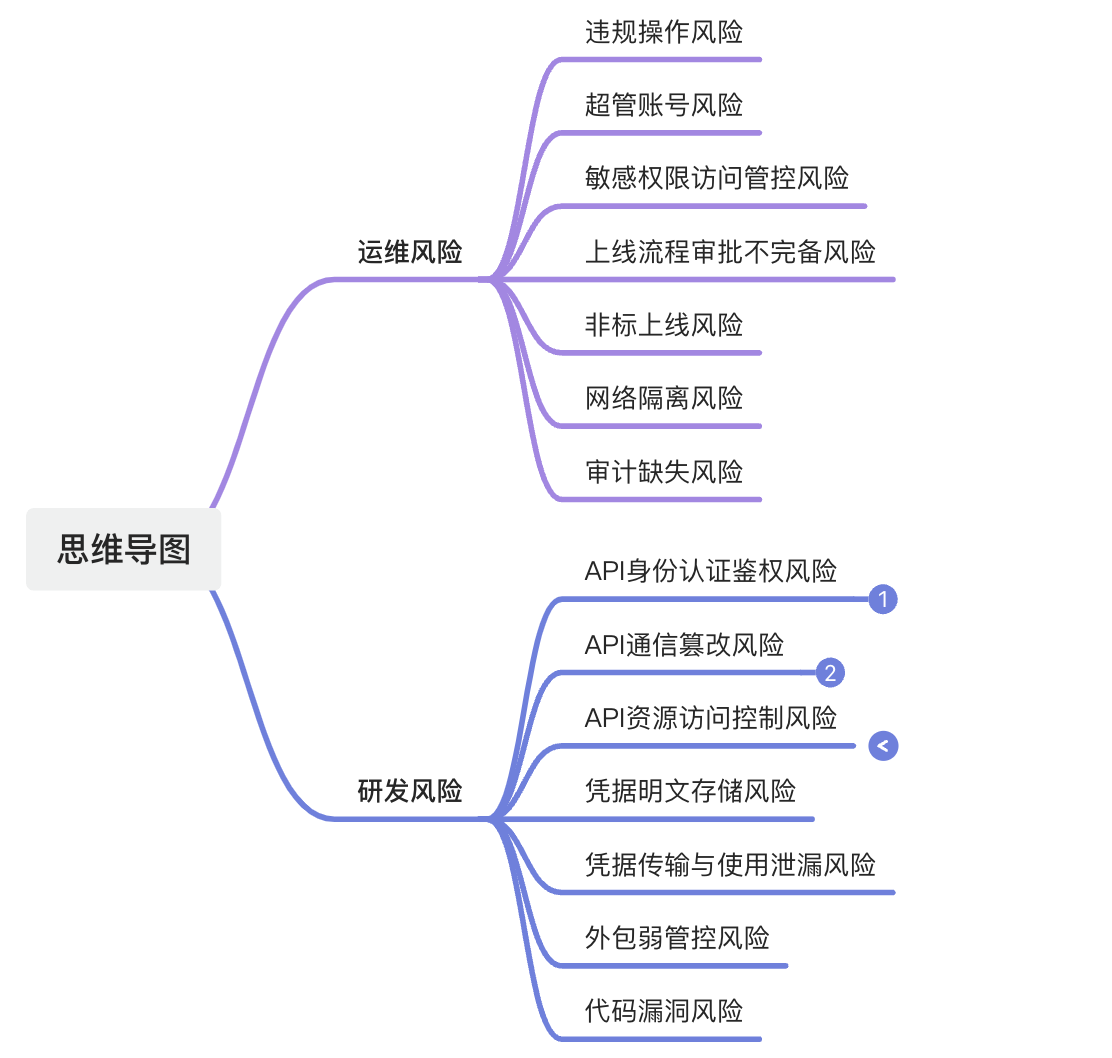 思维导图
运维风险
违规操作风险
超管账号风险
敏感权限访问管控风险
上线流程审批不完备风险
非标上线风险
网络隔离风险
审计缺失风险
研发风险
API身份认证鉴权风险
1
API通信篡改风险
2
API资源访问控制风险
<
凭据明文存储风险
凭据传输与使用泄漏风险
外包弱管控风险
代码漏洞风险